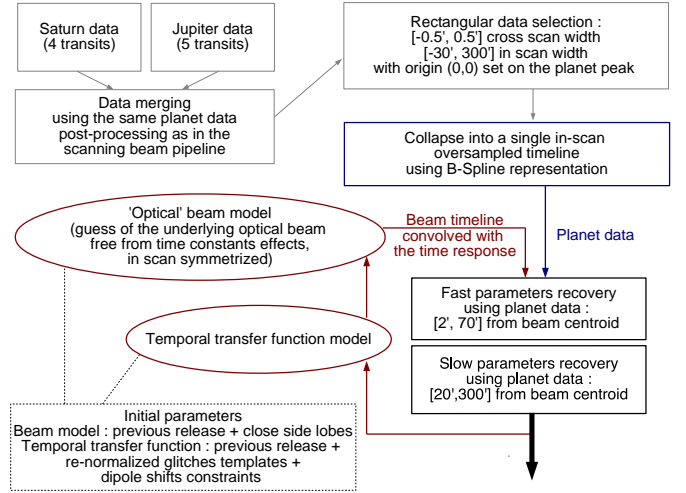 Saturn data
(4 transits)
Jupiter data
(5 transits)
Rectangular data selection :
[-0.5', 0.5'] cross scan width
[-30', 300'] in scan width
with origin (0,0) set on the planet peak
Data merging
using the same planet data
post-processing as in the
scanning beam pipeline
Collapse into a single in-scan
oversampled timeline
using B-Spline representation
'Optical' beam model
(guess of the underlying optical beam
free from time constants effects,
in scan symmetrized)
Beam timeline
convolved with
the time response
Planet data
Fast parameters recovery
using planet data :
[2', 70'] from beam centroid
Temporal transfer function model
Slow parameters recovery
using planet data :
[20',300'] from beam centroid
Initial parameters
Beam model : previous release + close side lobes
Temporal transfer function : previous release +
re-normalized glitches templates +
dipole shifts constraints